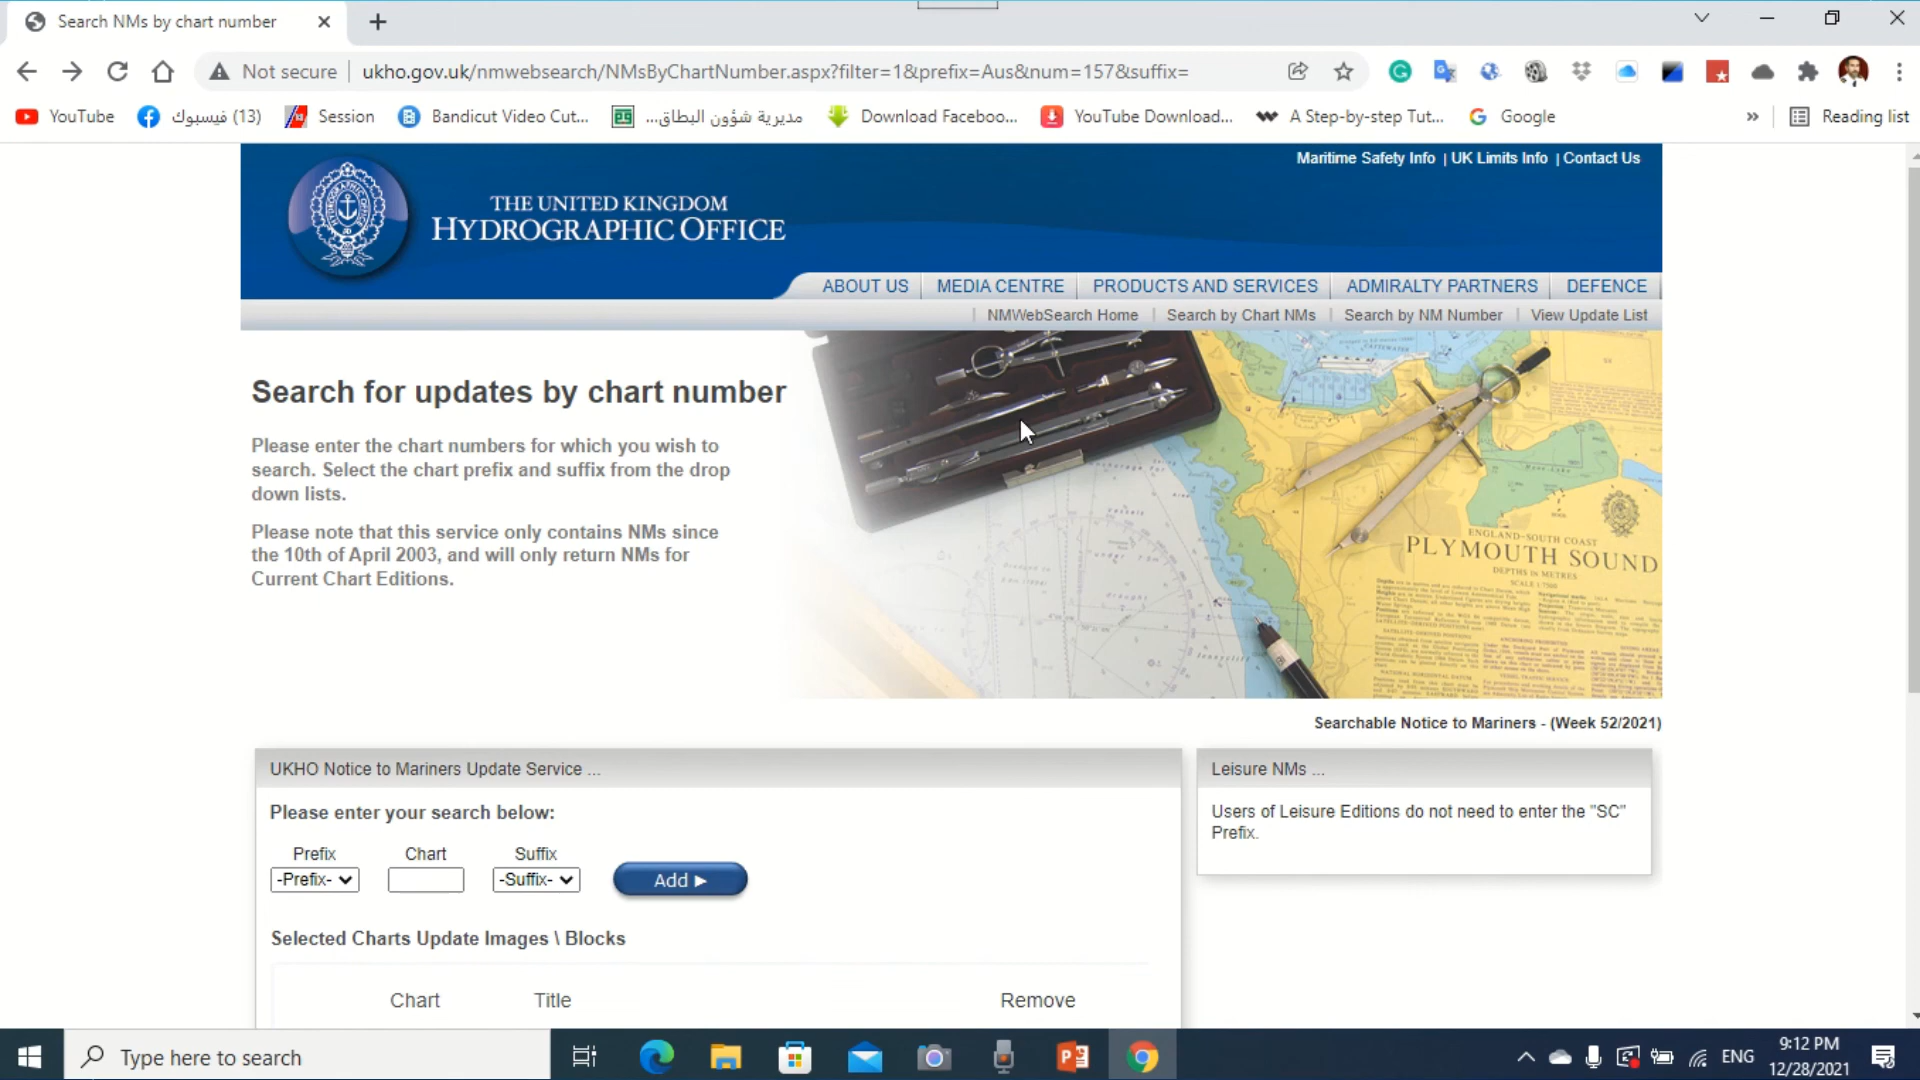 Search NMs by chart number
Not secure
ukho.gov.uk/nmwebsearch/NMsByChartNumber.aspx?filter=1&prefix=Aus&num=157&suffix=
YouTube
(13) فيسبوك
Session
Bandicut Video Cut...
مديرية شؤون البطاق...
Download Faceboo...
YouTube Download...
A Step-by-step Tut...
Google
»
Reading list
Maritime Safety Info | UK Limits Info | Contact Us
THE UNITED KINGDOM
HYDROGRAPHIC OFFICE
ABOUT US
MEDIA CENTRE
PRODUCTS AND SERVICES
ADMIRALTY PARTNERS
DEFENCE
| NMWebSearch Home | Search by Chart NMs | Search by NM Number | View Update List
Search for updates by chart number
Please enter the chart numbers for which you wish to
search. Select the chart prefix and suffix from the drop
down lists.
Please note that this service only contains NMs since
the 10th of April 2003, and will only return NMs for
Current Chart Editions.
ENGLAND-SOUTH COAST
PLYMOUTH SOUND
DEPTHS IN METRES
Searchable Notice to Mariners - (Week 52/2021)
UKHO Notice to Mariners Update Service ...
Please enter your search below:
Prefix
Chart
Suffix
-Prefix-
-Suffix-
Add
Selected Charts Update Images \ Blocks
Chart
Title
Remove
Leisure NMs ...
Users of Leisure Editions do not need to enter the "SC"
Prefix.
Type here to search
ENG
9:12 PM
12/28/2021